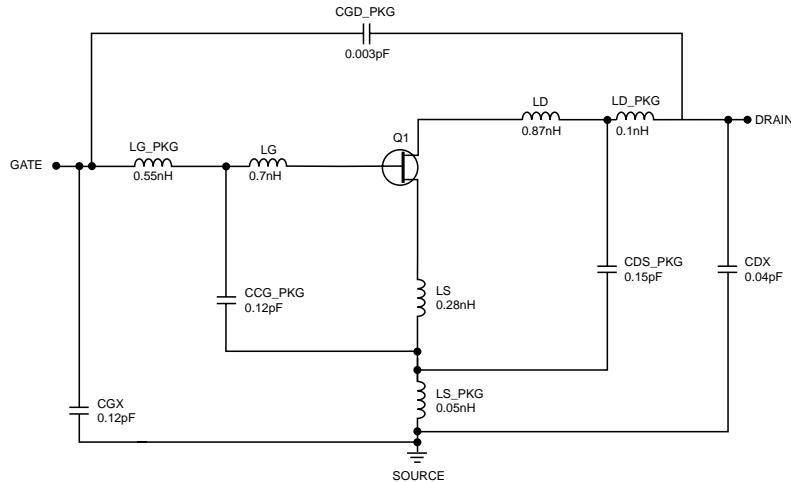 CGD_PKG
0.003pF
LD
0.87nH
LD_PKG
0.1nH
DRAIN
Q1
LG_PKG
0.55nH
LG
0.7nH
GATE
CCG_PKG
0.12pF
LS
0.28nH
CDS_PKG
0.15pF
CDX
0.04pF
LS_PKG
0.05nH
CGX
0.12pF
SOURCE